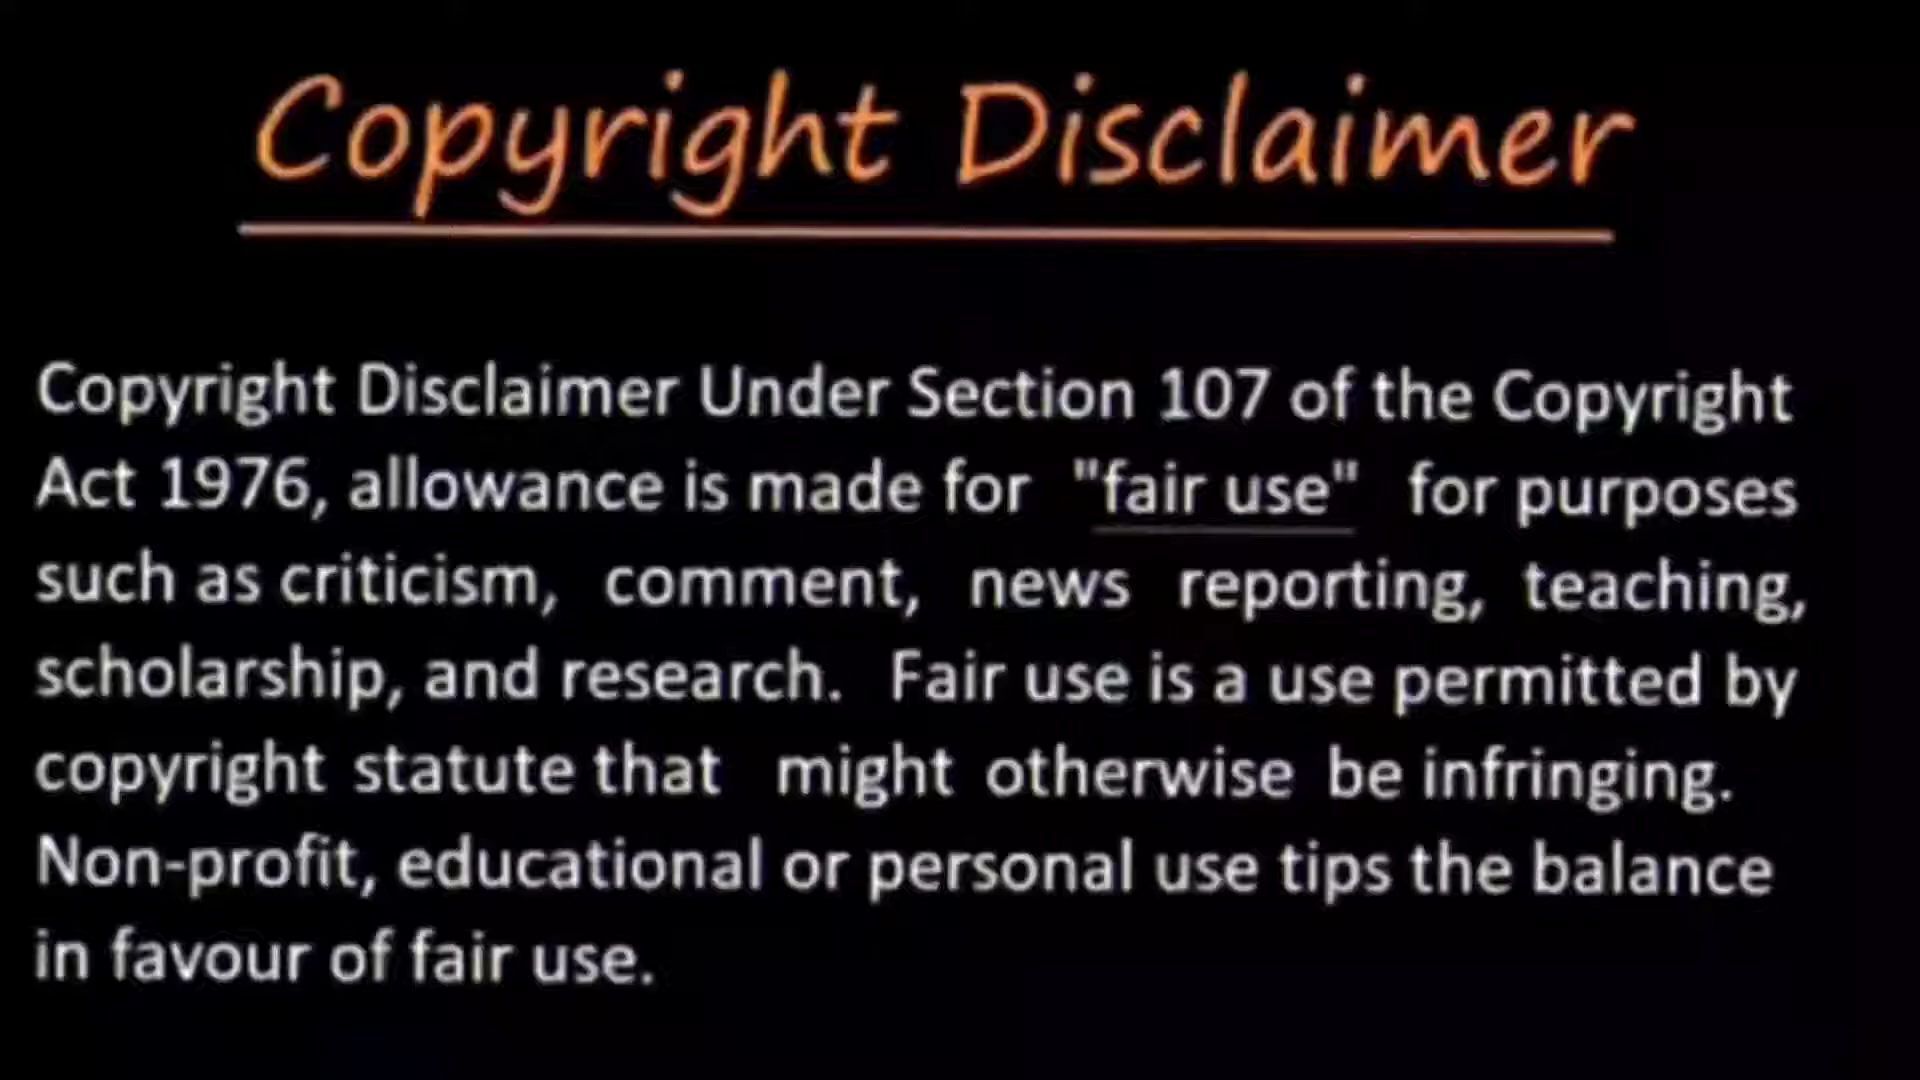 Copyright Disclaimer
Copyright Disclaimer Under Section 107 of the Copyright
Act 1976, allowance is made for "fair use" for purposes
such as criticism, comment, news reporting, teaching,
scholarship, and research. Fair use is a use permitted by
copyright statute that might otherwise be infringing.
Non-profit, educational or personal use tips the balance
in favour of fair use.